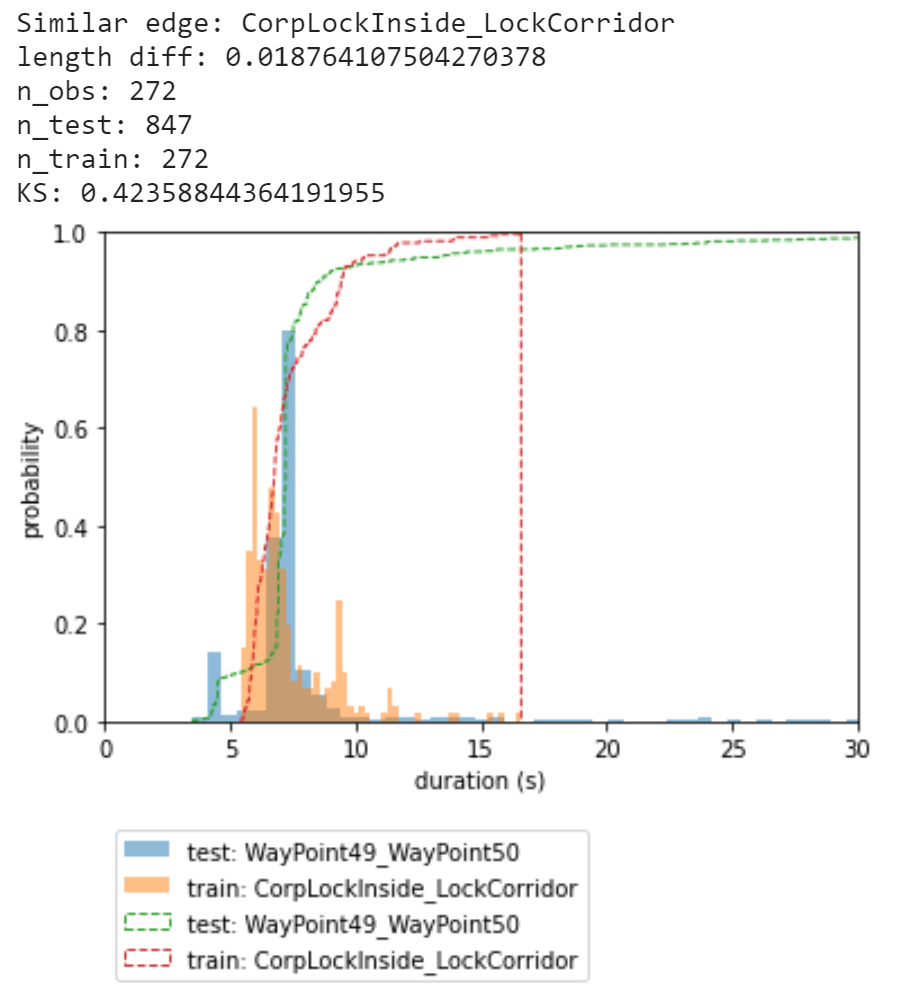 Similar edge: CorpLockInside_LockCorridor
length diff: 0.018764107504270378
n_obs: 272
n_test: 847
n_train: 272
KS: 0.42358844364191955
1.0
0.8
0.6
0.4
0.2
0.0
probability
0 5 10 15 20 25 30
duration (s)
test: WayPoint49_WayPoint50
train: CorpLockInside_LockCorridor
test: WayPoint49_WayPoint50
train: CorpLockInside_LockCorridor